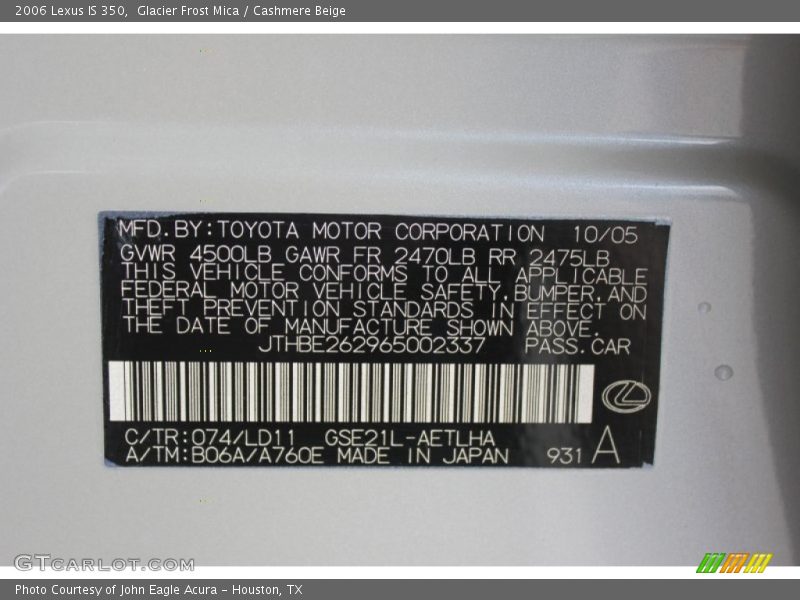 2006 Lexus IS 350,  Glacier Frost Mica / Cashmere Beige
MFD.BY:TOYOTA MOTOR CORPORATION 10/05
GVWR 4500LB GAWR FR 2470LB RR 2475LB
THIS VEHICLE CONFORMS TO ALL APPLICABLE
FEDERAL MOTOR VEHICLE SAFETY,BUMPER,AND
THEFT PREVENTION STANDARDS IN EFFECT ON
THE DATE OF MANUFACTURE SHOWN ABOVE.
JTHBE262965002337 PASS.CAR
C/TR:074/LD11 GSE21L-AETLHA
A/TM:B06A/A760E MADE IN JAPAN 931 A
GTCARLOT.COM
Photo Courtesy of John Eagle Acura - Houston, TX